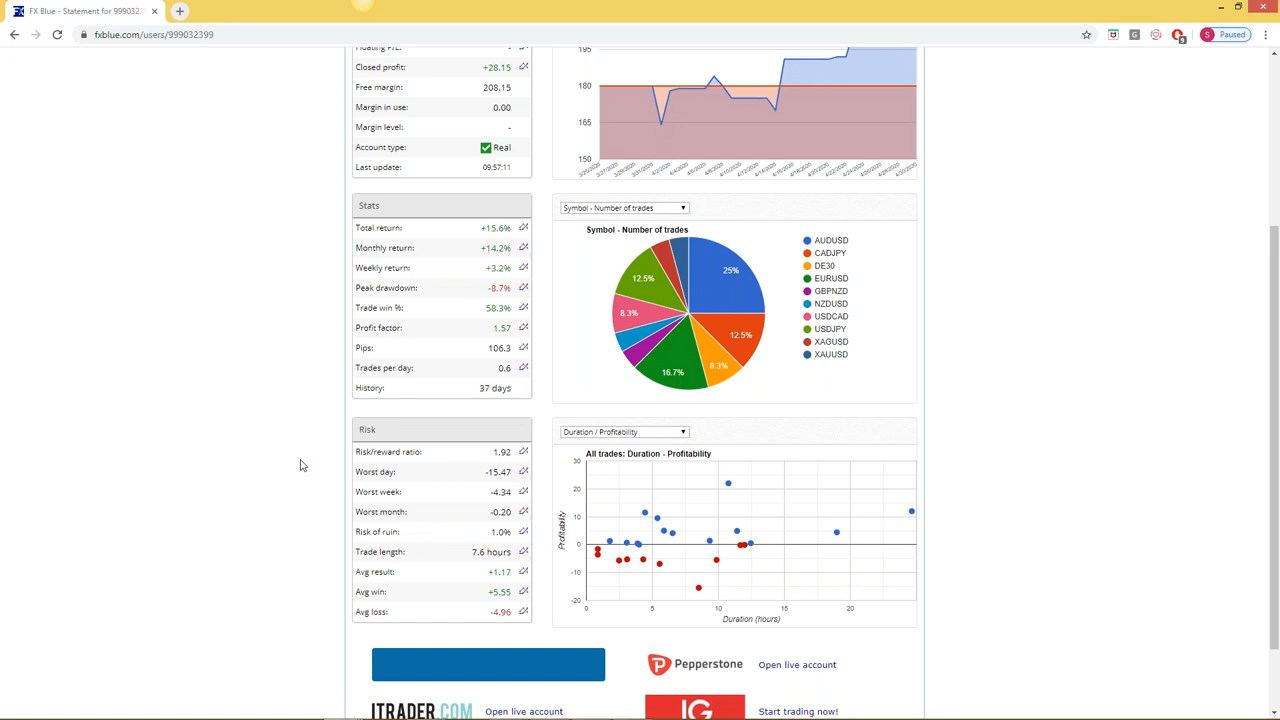 FX Blue - Statement for 9990323
fxblue.com/users/999032399
Paused
Floating P/L: -
Closed profit: +28.15
Free margin: 208.15
Margin in use: 0.00
Margin level: -
Account type: Real
Last update: 09:57:11
195
180
165
150
Stats
Total return: +15.6%
Monthly return: +14.2%
Weekly return: +3.2%
Peak drawdown: -8.7%
Trade win %: 58.3%
Profit factor: 1.57
Pips: 106.3
Trades per day: 0.6
History: 37 days
Symbol - Number of trades
Symbol - Number of trades
25%
12.5%
8.3%
16.7%
8.3%
12.5%
AUDUSD
CADJPY
DE30
EURUSD
GBPNZD
NZDUSD
USDCAD
USDJPY
XAGUSD
XAUUSD
Risk
Risk/reward ratio: 1.92
Worst day: -15.47
Worst week: -4.34
Worst month: -0.20
Risk of ruin: 1.0%
Trade length: 7.6 hours
Avg result: +1.17
Avg win: +5.55
Avg loss: -4.96
Duration / Profitability
All trades: Duration - Profitability
30
20
10
0
-10
-20
Profitability
0 5 10 15 20
Duration (hours)
Pepperstone Open live account
ITRADER.COM Open live account
IG Start trading now!